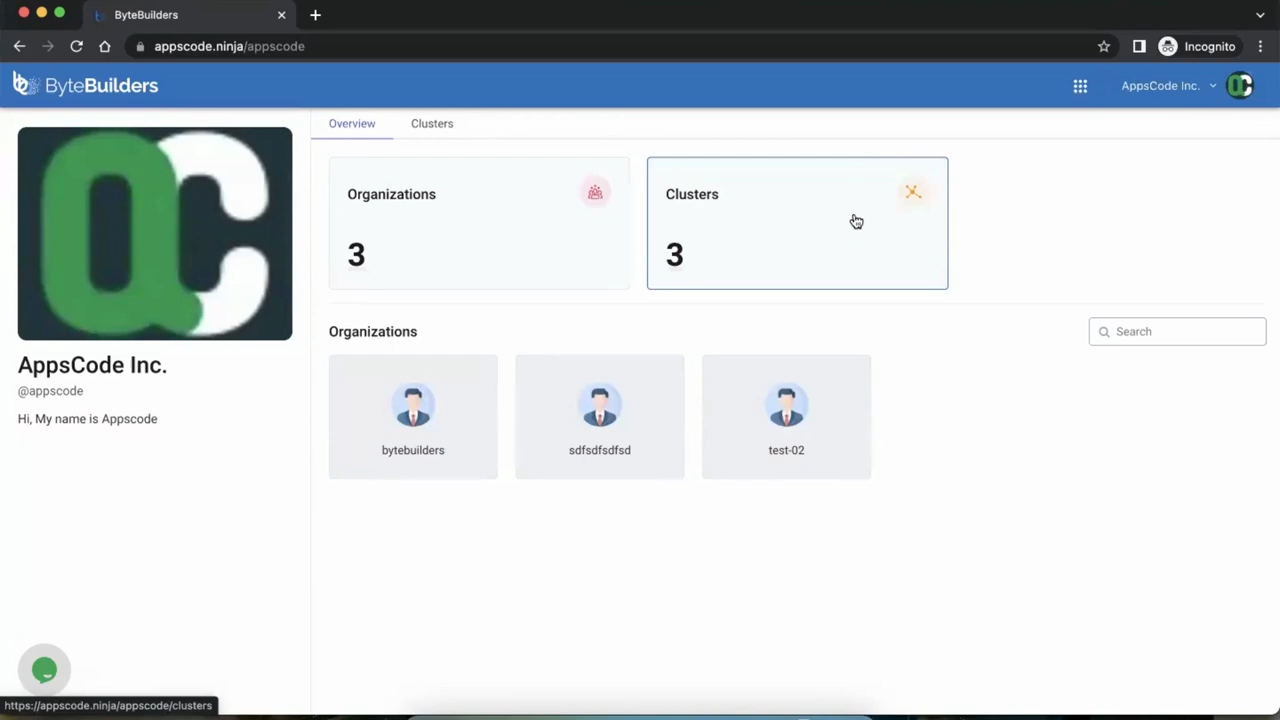 ByteBuilders
appscode.ninja/appscode
Incognito
ByteBuilders
AppsCode Inc.
Overview
Clusters
Organizations
3
Clusters
3
AppsCode Inc.
@appscode
Hi, My name is Appscode
Organizations
Search
bytebuilders
sdfsdfsdfsd
test-02
https://appscode.ninja/appscode/clusters